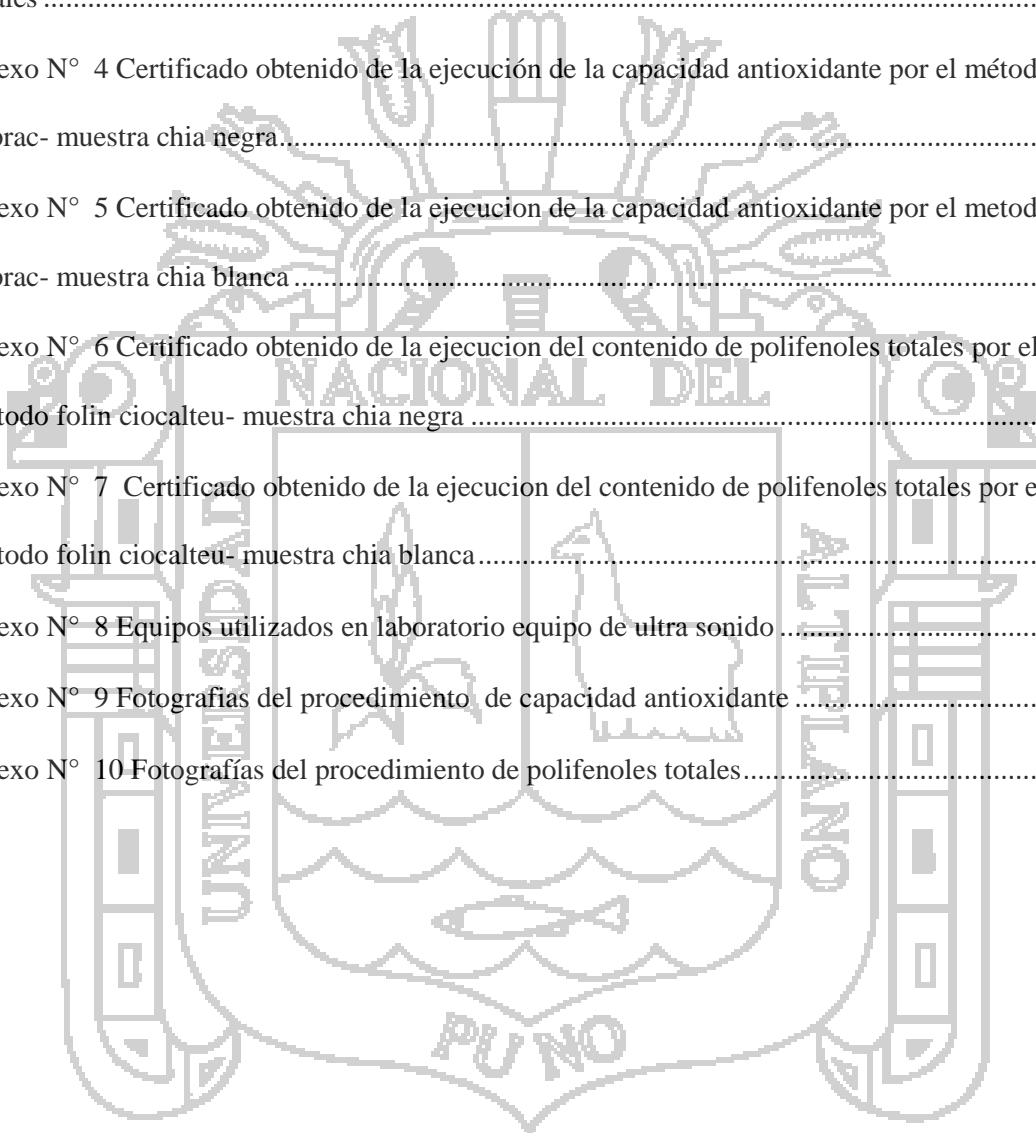 ales ....................................................................................................
exo N° 4 Certificado obtenido de la ejecución de la capacidad antioxidante por el métod
orac- muestra chia negra....................................................................................................
exo N° 5 Certificado obtenido de la ejecucion de la capacidad antioxidante por el metod
orac- muestra chia blanca ....................................................................................................
exo N° 6 Certificado obtenido de la ejecucion del contenido de polifenoles totales por el
todo folin ciocalteu- muestra chia negra ....................................................................................................
exo N° 7 Certificado obtenido de la ejecucion del contenido de polifenoles totales por e
todo folin ciocalteu- muestra chia blanca....................................................................................................
exo N° 8 Equipos utilizados en laboratorio equipo de ultra sonido ....................................................................................................
exo N° 9 Fotografias del procedimiento de capacidad antioxidante ....................................................................................................
exo N° 10 Fotografías del procedimiento de polifenoles totales....................................................................................................
NACIONAL DEL
UNIVERSIDAD
ALTIPLANO
PUNO